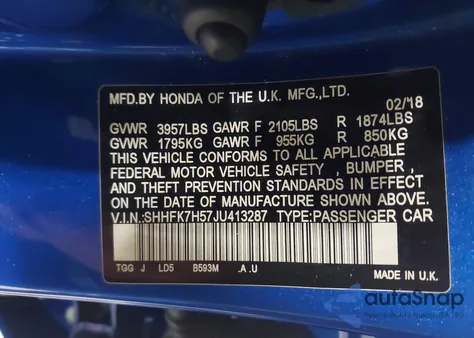 MFD.BY HONDA OF THE U.K. MFG.,LTD.
02/18
GVWR 3957LBS GAWR F 2105LBS R 1874LBS
GVWR 1795KG GAWR F 955KG R 850KG
THIS VEHICLE CONFORMS TO ALL APPLICABLE
FEDERAL MOTOR VEHICLE SAFETY , BUMPER ,
AND THEFT PREVENTION STANDARDS IN EFFECT
ON THE DATE OF MANUFACTURE SHOWN ABOVE.
V.I.N.:SHHFK7H57JU413287 TYPE:PASSENGER CAR
TGG J LD5 B593M .A .U
MADE IN U.K.
autoSnap